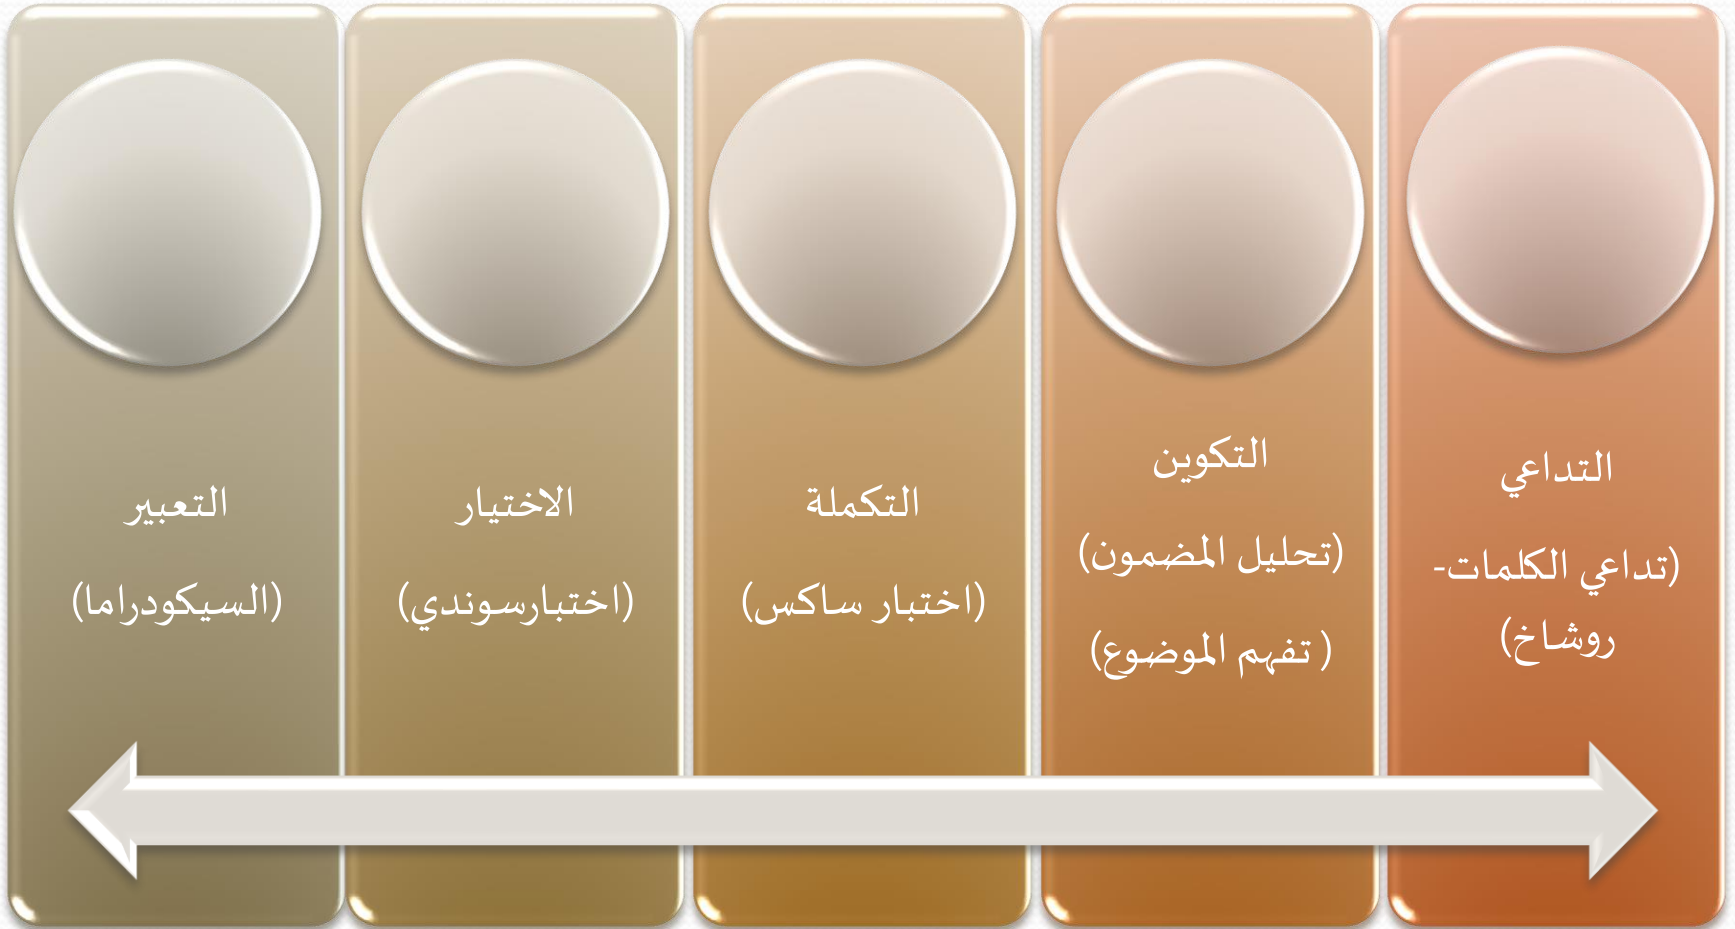 التداعي
(تداعي الكلمات-
روشاخ)
التكوين
(تحليل المضمون)
( تفهم الموضوع)
التكملة
(اختبار ساكس)
الاختيار
(اختبارسوندي)
التعبير
(السيكودراما)